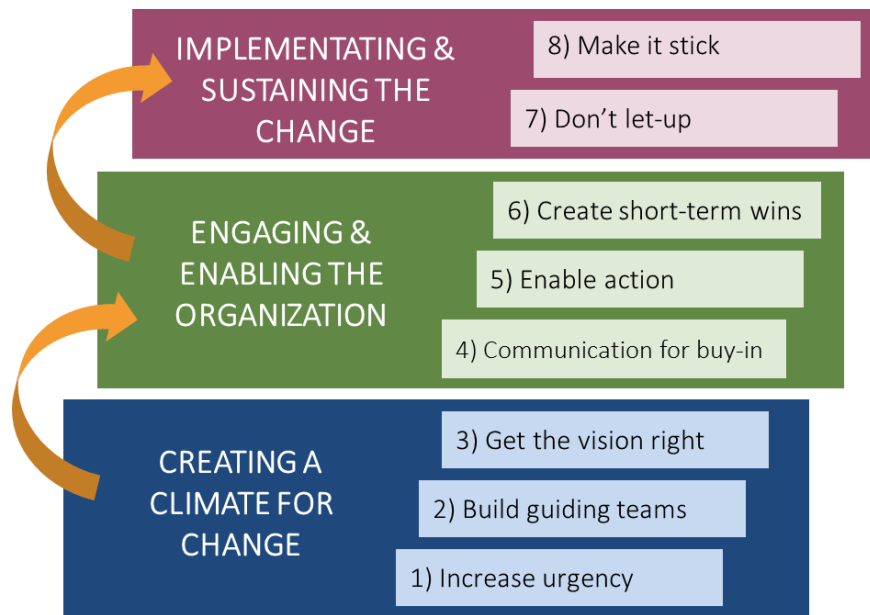 IMPLEMENTATING &
SUSTAINING THE
CHANGE
8) Make it stick
7) Don’t let-up
ENGAGING &
ENABLING THE
ORGANIZATION
6) Create short-term wins
5) Enable action
4) Communication for buy-in
CREATING A
CLIMATE FOR
CHANGE
3) Get the vision right
2) Build guiding teams
1) Increase urgency